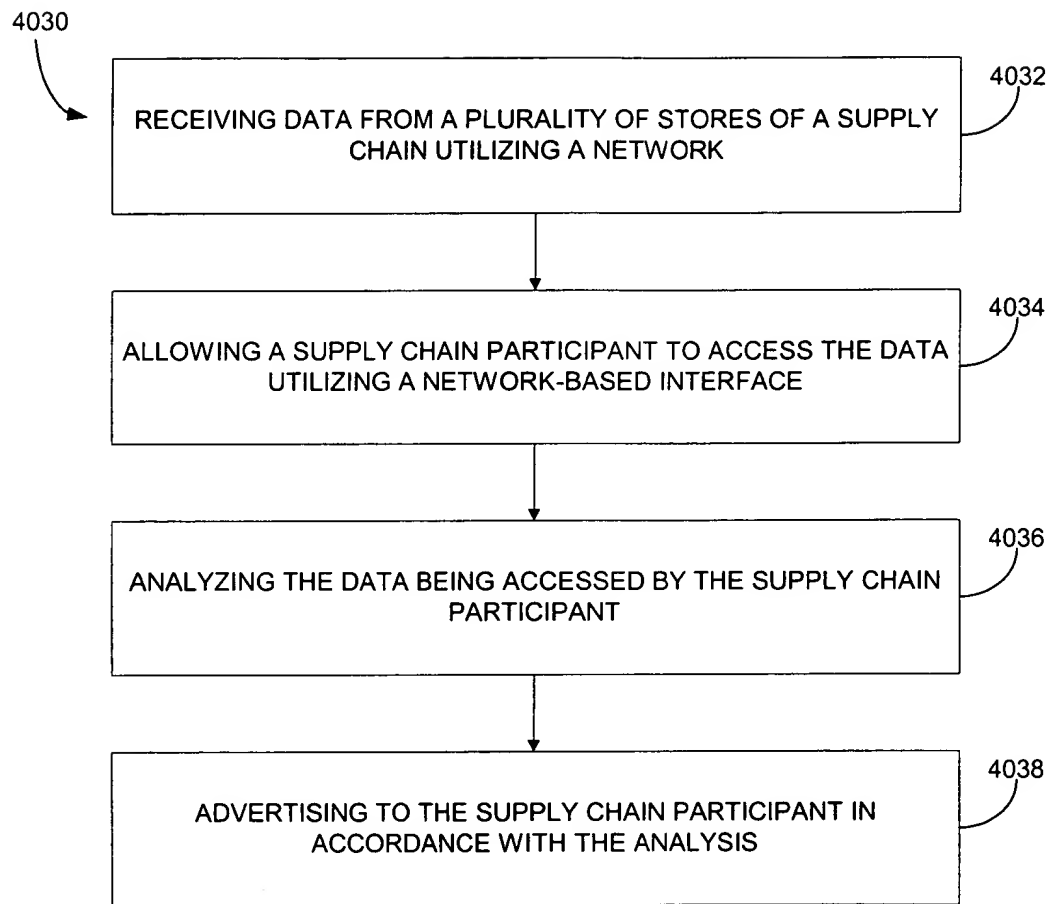 4030
4032
RECEIVING DATA FROM A PLURALITY OF STORES OF A SUPPLY
CHAIN UTILIZING A NETWORK
4034
ALLOWING A SUPPLY CHAIN PARTICIPANT TO ACCESS THE DATA
UTILIZING A NETWORK-BASED INTERFACE
4036
ANALYZING THE DATA BEING ACCESSED BY THE SUPPLY CHAIN
PARTICIPANT
4038
ADVERTISING TO THE SUPPLY CHAIN PARTICIPANT IN
ACCORDANCE WITH THE ANALYSIS